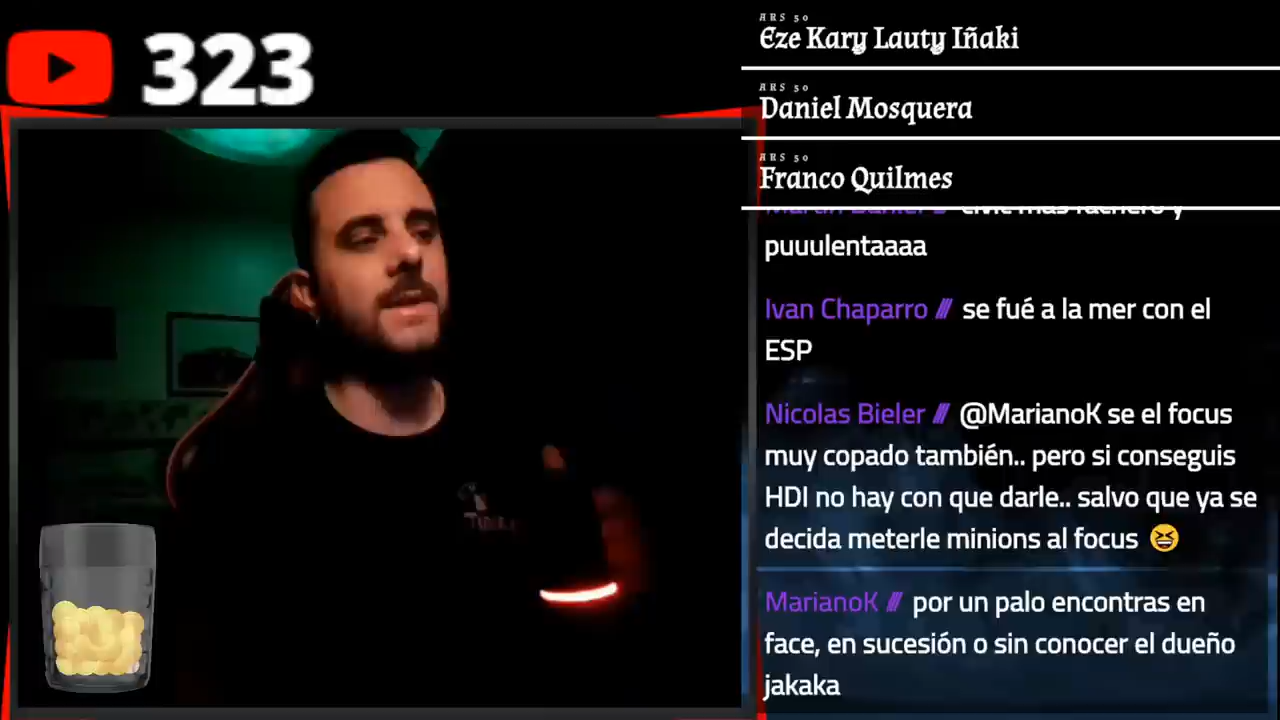 323
ARS 50
Eze Kary Lauty Iñaki
ARS 50
Daniel Mosquera
ARS 50
Franco Quilmes
puuulentaaaa
Ivan Chaparro /// se fué a la mer con el
ESP
Nicolas Bieler /// @MarianoK se el focus
muy copado también.. pero si conseguis
HDI no hay con que darle.. salvo que ya se
decida meterle minions al focus 😆
MarianoK /// por un palo encontras en
face, en sucesión o sin conocer el dueño
jakaka